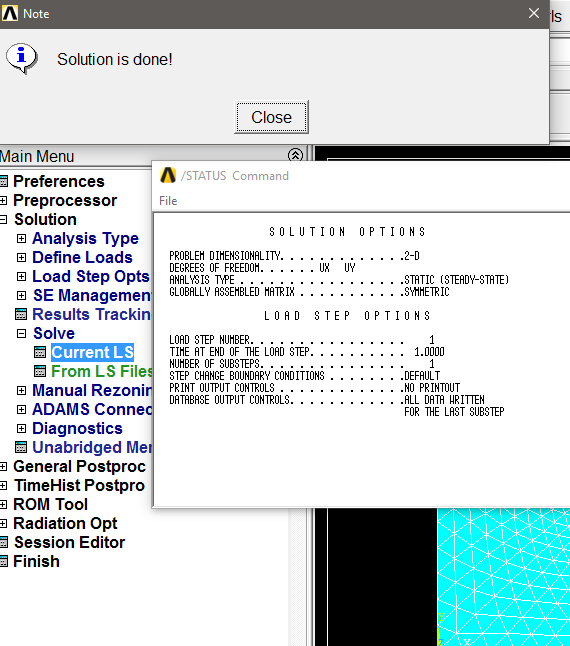 Note
Solution is done!
Close
Main Menu
Preferences
Preprocessor
Solution
Analysis Type
Define Loads
Load Step Opts
SE Managemen
Results Trackin
Solve
Current LS
From LS Files
Manual Rezonin
ADAMS Connec
Diagnostics
Unabridged Me
General Postproc
TimeHist Postpro
ROM Tool
Radiation Opt
Session Editor
Finish
/STATUS Command
File
S O L U T I O N   O P T I O N S
PROBLEM DIMENSIONALITY. . . . . . . . . . . . .2-D
DEGREES OF FREEDOM. . . . . . UX   UY
ANALYSIS TYPE . . . . . . . . . . . . . . . . .STATIC (STEADY-STATE)
GLOBALLY ASSEMBLED MATRIX . . . . . . . . . . .SYMMETRIC
L O A D   S T E P   O P T I O N S
LOAD STEP NUMBER. . . . . . . . . . . . . . . .     1
TIME AT END OF THE LOAD STEP. . . . . . . . . .  1.0000
NUMBER OF SUBSTEPS. . . . . . . . . . . . . . .     1
STEP CHANGE BOUNDARY CONDITIONS . . . . . . . .DEFAULT
PRINT OUTPUT CONTROLS . . . . . . . . . . . . .NO PRINTOUT
DATABASE OUTPUT CONTROLS. . . . . . . . . . . .ALL DATA WRITTEN
FOR THE LAST SUBSTEP
Y
X